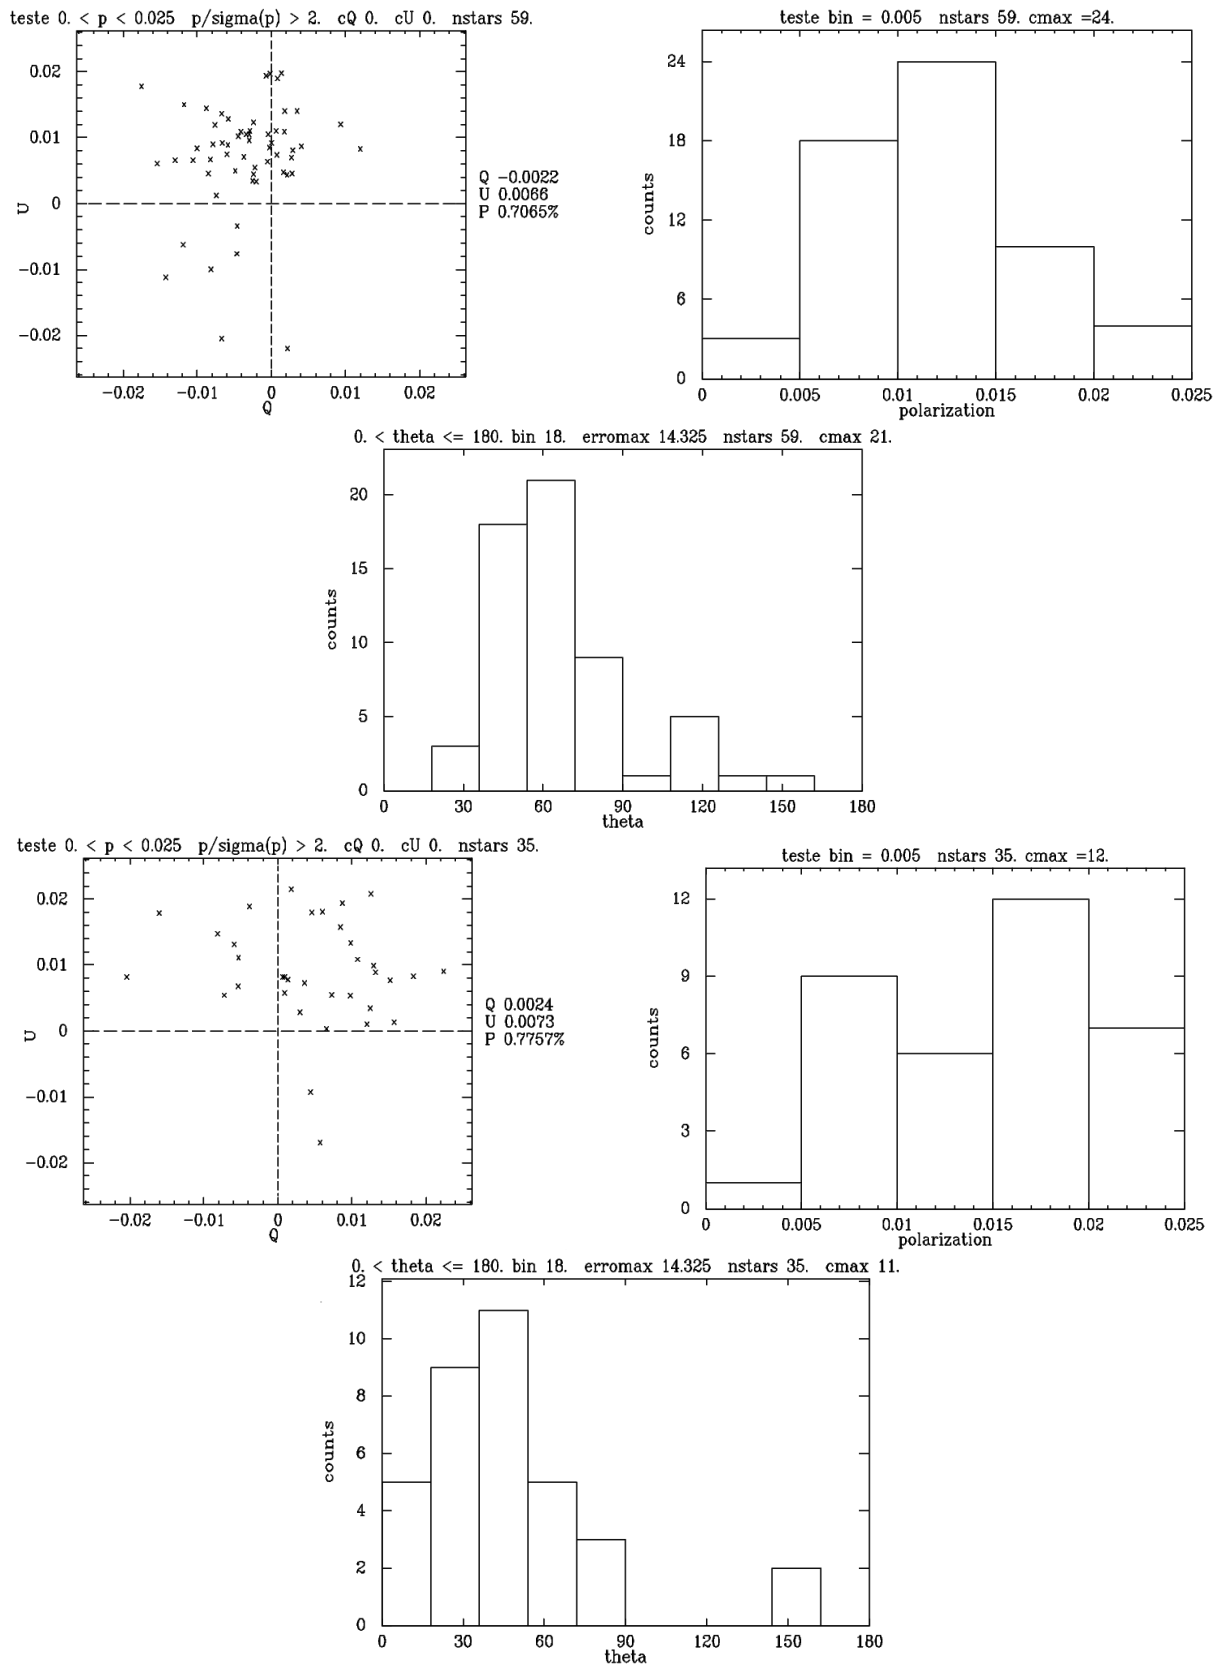 teste 0. < p < 0.025 p/sigma(p) > 2. cQ 0. cU 0. nstars 59.
0.02
0.01
0
−0.01
−0.02
U
−0.02 −0.01 0 0.01 0.02
Q
Q −0.0022
U 0.0066
P 0.7065%
teste bin = 0.005 nstars 59. cmax =24.
24
18
12
6
0
counts
0 0.005 0.01 0.015 0.02 0.025
polarization
0. < theta <= 180. bin 18. erromax 14.325 nstars 59. cmax 21.
20
15
10
5
0
counts
0 30 60 90 120 150 180
theta
teste 0. < p < 0.025 p/sigma(p) > 2. cQ 0. cU 0. nstars 35.
0.02
0.01
0
−0.01
−0.02
U
−0.02 −0.01 0 0.01 0.02
Q
Q 0.0024
U 0.0073
P 0.7757%
teste bin = 0.005 nstars 35. cmax =12.
12
9
6
3
0
counts
0 0.005 0.01 0.015 0.02 0.025
polarization
0. < theta <= 180. bin 18. erromax 14.325 nstars 35. cmax 11.
12
10
8
6
4
2
0
counts
0 30 60 90 120 150 180
theta